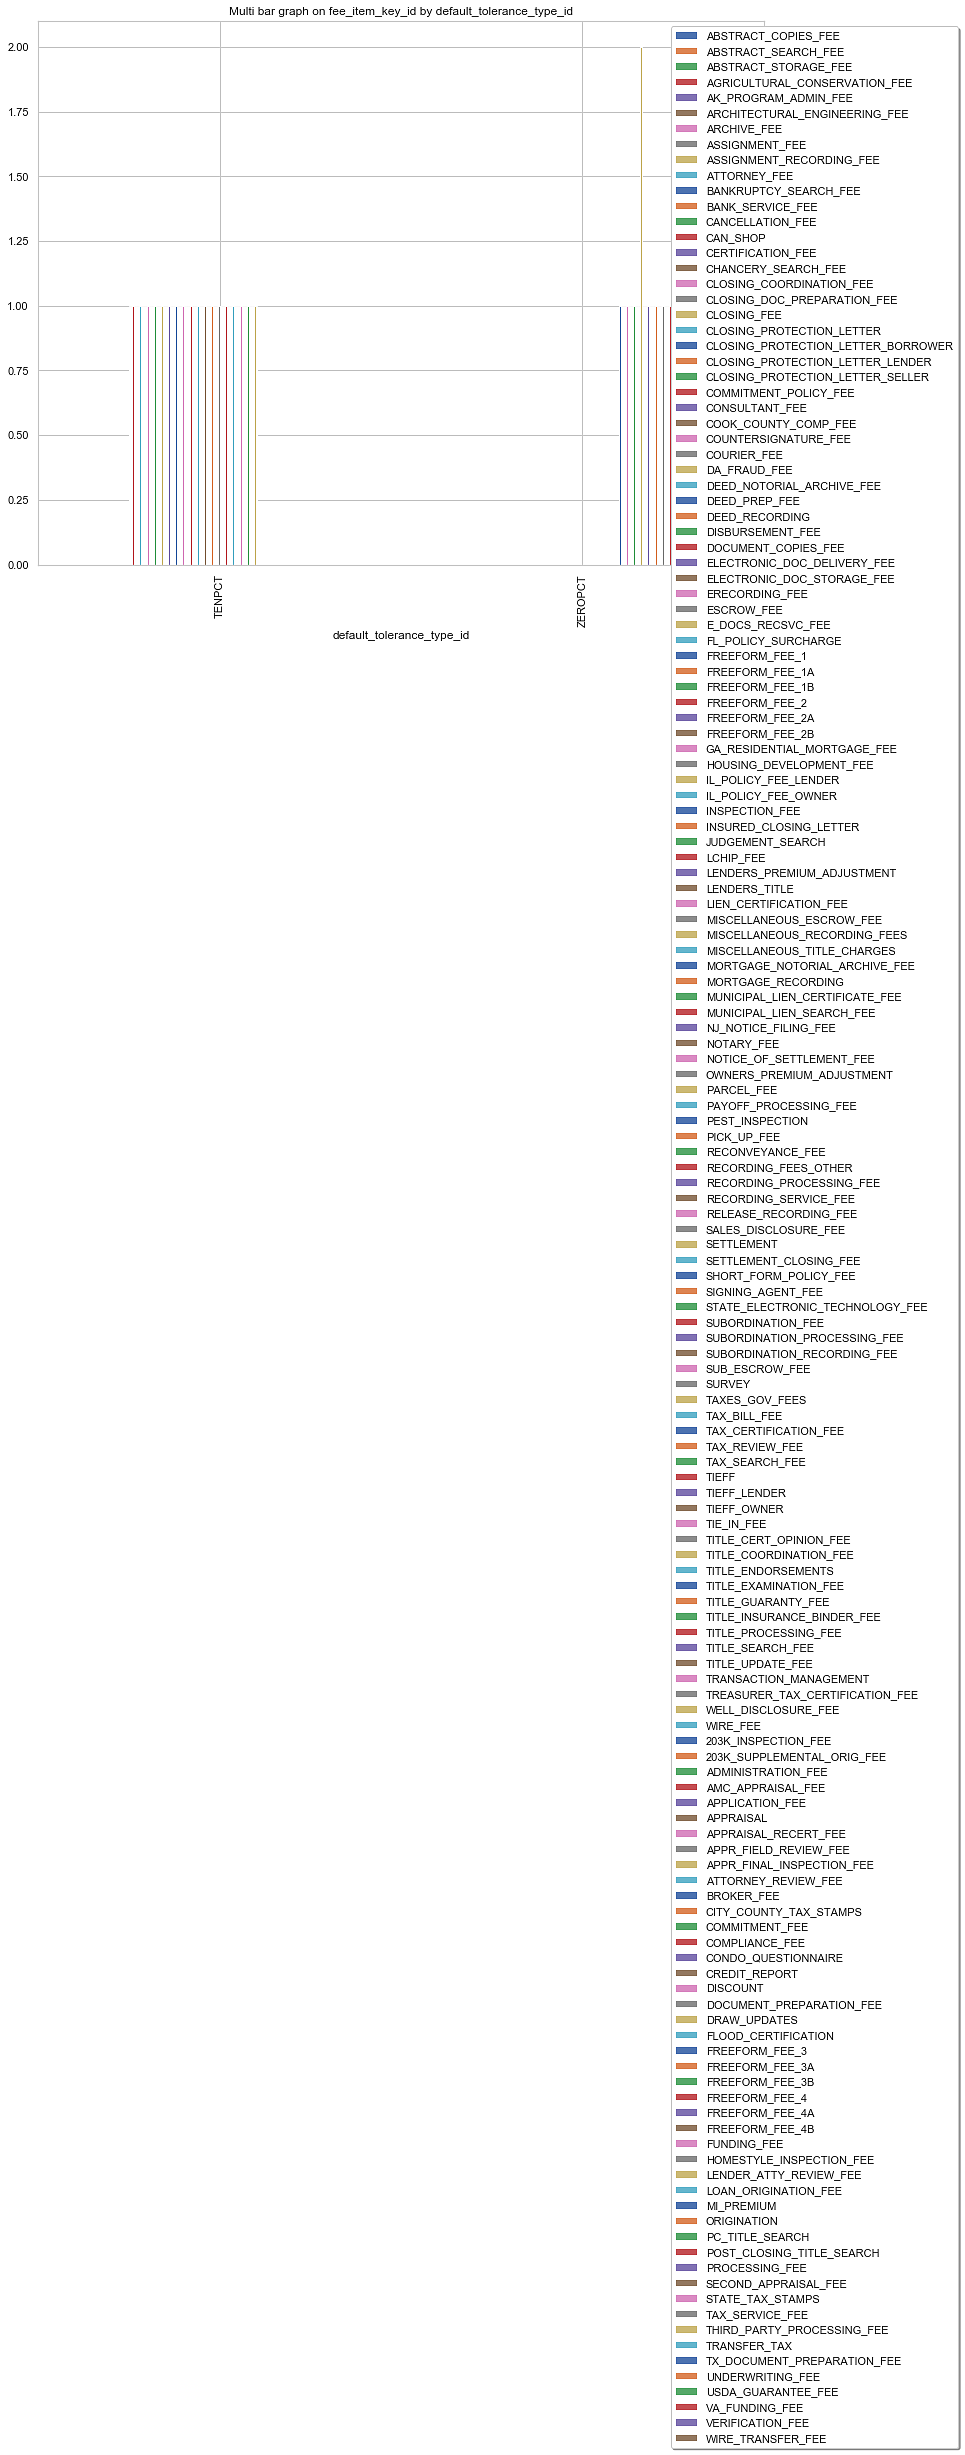 Multi bar graph on fee_item_key_id by default_tolerance_type_id
2.00
1.75
1.50
1.25
1.00
0.75
0.50
0.25
0.00
TENPCT
ZEROPCT
default_tolerance_type_id
ABSTRACT_COPIES_FEE
ABSTRACT_SEARCH_FEE
ABSTRACT_STORAGE_FEE
AGRICULTURAL_CONSERVATION_FEE
AK_PROGRAM_ADMIN_FEE
ARCHITECTURAL_ENGINEERING_FEE
ARCHIVE_FEE
ASSIGNMENT_FEE
ASSIGNMENT_RECORDING_FEE
ATTORNEY_FEE
BANKRUPTCY_SEARCH_FEE
BANK_SERVICE_FEE
CANCELLATION_FEE
CAN_SHOP
CERTIFICATION_FEE
CHANCERY_SEARCH_FEE
CLOSING_COORDINATION_FEE
CLOSING_DOC_PREPARATION_FEE
CLOSING_FEE
CLOSING_PROTECTION_LETTER
CLOSING_PROTECTION_LETTER_BORROWER
CLOSING_PROTECTION_LETTER_LENDER
CLOSING_PROTECTION_LETTER_SELLER
COMMITMENT_POLICY_FEE
CONSULTANT_FEE
COOK_COUNTY_COMP_FEE
COUNTERSIGNATURE_FEE
COURIER_FEE
DA_FRAUD_FEE
DEED_NOTORIAL_ARCHIVE_FEE
DEED_PREP_FEE
DEED_RECORDING
DISBURSEMENT_FEE
DOCUMENT_COPIES_FEE
ELECTRONIC_DOC_DELIVERY_FEE
ELECTRONIC_DOC_STORAGE_FEE
ERECORDING_FEE
ESCROW_FEE
E_DOCS_RECSVC_FEE
FL_POLICY_SURCHARGE
FREEFORM_FEE_1
FREEFORM_FEE_1A
FREEFORM_FEE_1B
FREEFORM_FEE_2
FREEFORM_FEE_2A
FREEFORM_FEE_2B
GA_RESIDENTIAL_MORTGAGE_FEE
HOUSING_DEVELOPMENT_FEE
IL_POLICY_FEE_LENDER
IL_POLICY_FEE_OWNER
INSPECTION_FEE
INSURED_CLOSING_LETTER
JUDGEMENT_SEARCH
LCHIP_FEE
LENDERS_PREMIUM_ADJUSTMENT
LENDERS_TITLE
LIEN_CERTIFICATION_FEE
MISCELLANEOUS_ESCROW_FEE
MISCELLANEOUS_RECORDING_FEES
MISCELLANEOUS_TITLE_CHARGES
MORTGAGE_NOTORIAL_ARCHIVE_FEE
MORTGAGE_RECORDING
MUNICIPAL_LIEN_CERTIFICATE_FEE
MUNICIPAL_LIEN_SEARCH_FEE
NJ_NOTICE_FILING_FEE
NOTARY_FEE
NOTICE_OF_SETTLEMENT_FEE
OWNERS_PREMIUM_ADJUSTMENT
PARCEL_FEE
PAYOFF_PROCESSING_FEE
PEST_INSPECTION
PICK_UP_FEE
RECONVEYANCE_FEE
RECORDING_FEES_OTHER
RECORDING_PROCESSING_FEE
RECORDING_SERVICE_FEE
RELEASE_RECORDING_FEE
SALES_DISCLOSURE_FEE
SETTLEMENT
SETTLEMENT_CLOSING_FEE
SHORT_FORM_POLICY_FEE
SIGNING_AGENT_FEE
STATE_ELECTRONIC_TECHNOLOGY_FEE
SUBORDINATION_FEE
SUBORDINATION_PROCESSING_FEE
SUBORDINATION_RECORDING_FEE
SUB_ESCROW_FEE
SURVEY
TAXES_GOV_FEES
TAX_BILL_FEE
TAX_CERTIFICATION_FEE
TAX_REVIEW_FEE
TAX_SEARCH_FEE
TIEFF
TIEFF_LENDER
TIEFF_OWNER
TIE_IN_FEE
TITLE_CERT_OPINION_FEE
TITLE_COORDINATION_FEE
TITLE_ENDORSEMENTS
TITLE_EXAMINATION_FEE
TITLE_GUARANTY_FEE
TITLE_INSURANCE_BINDER_FEE
TITLE_PROCESSING_FEE
TITLE_SEARCH_FEE
TITLE_UPDATE_FEE
TRANSACTION_MANAGEMENT
TREASURER_TAX_CERTIFICATION_FEE
WELL_DISCLOSURE_FEE
WIRE_FEE
203K_INSPECTION_FEE
203K_SUPPLEMENTAL_ORIG_FEE
ADMINISTRATION_FEE
AMC_APPRAISAL_FEE
APPLICATION_FEE
APPRAISAL
APPRAISAL_RECERT_FEE
APPR_FIELD_REVIEW_FEE
APPR_FINAL_INSPECTION_FEE
ATTORNEY_REVIEW_FEE
BROKER_FEE
CITY_COUNTY_TAX_STAMPS
COMMITMENT_FEE
COMPLIANCE_FEE
CONDO_QUESTIONNAIRE
CREDIT_REPORT
DISCOUNT
DOCUMENT_PREPARATION_FEE
DRAW_UPDATES
FLOOD_CERTIFICATION
FREEFORM_FEE_3
FREEFORM_FEE_3A
FREEFORM_FEE_3B
FREEFORM_FEE_4
FREEFORM_FEE_4A
FREEFORM_FEE_4B
FUNDING_FEE
HOMESTYLE_INSPECTION_FEE
LENDER_ATTY_REVIEW_FEE
LOAN_ORIGINATION_FEE
MI_PREMIUM
ORIGINATION
PC_TITLE_SEARCH
POST_CLOSING_TITLE_SEARCH
PROCESSING_FEE
SECOND_APPRAISAL_FEE
STATE_TAX_STAMPS
TAX_SERVICE_FEE
THIRD_PARTY_PROCESSING_FEE
TRANSFER_TAX
TX_DOCUMENT_PREPARATION_FEE
UNDERWRITING_FEE
USDA_GUARANTEE_FEE
VA_FUNDING_FEE
VERIFICATION_FEE
WIRE_TRANSFER_FEE